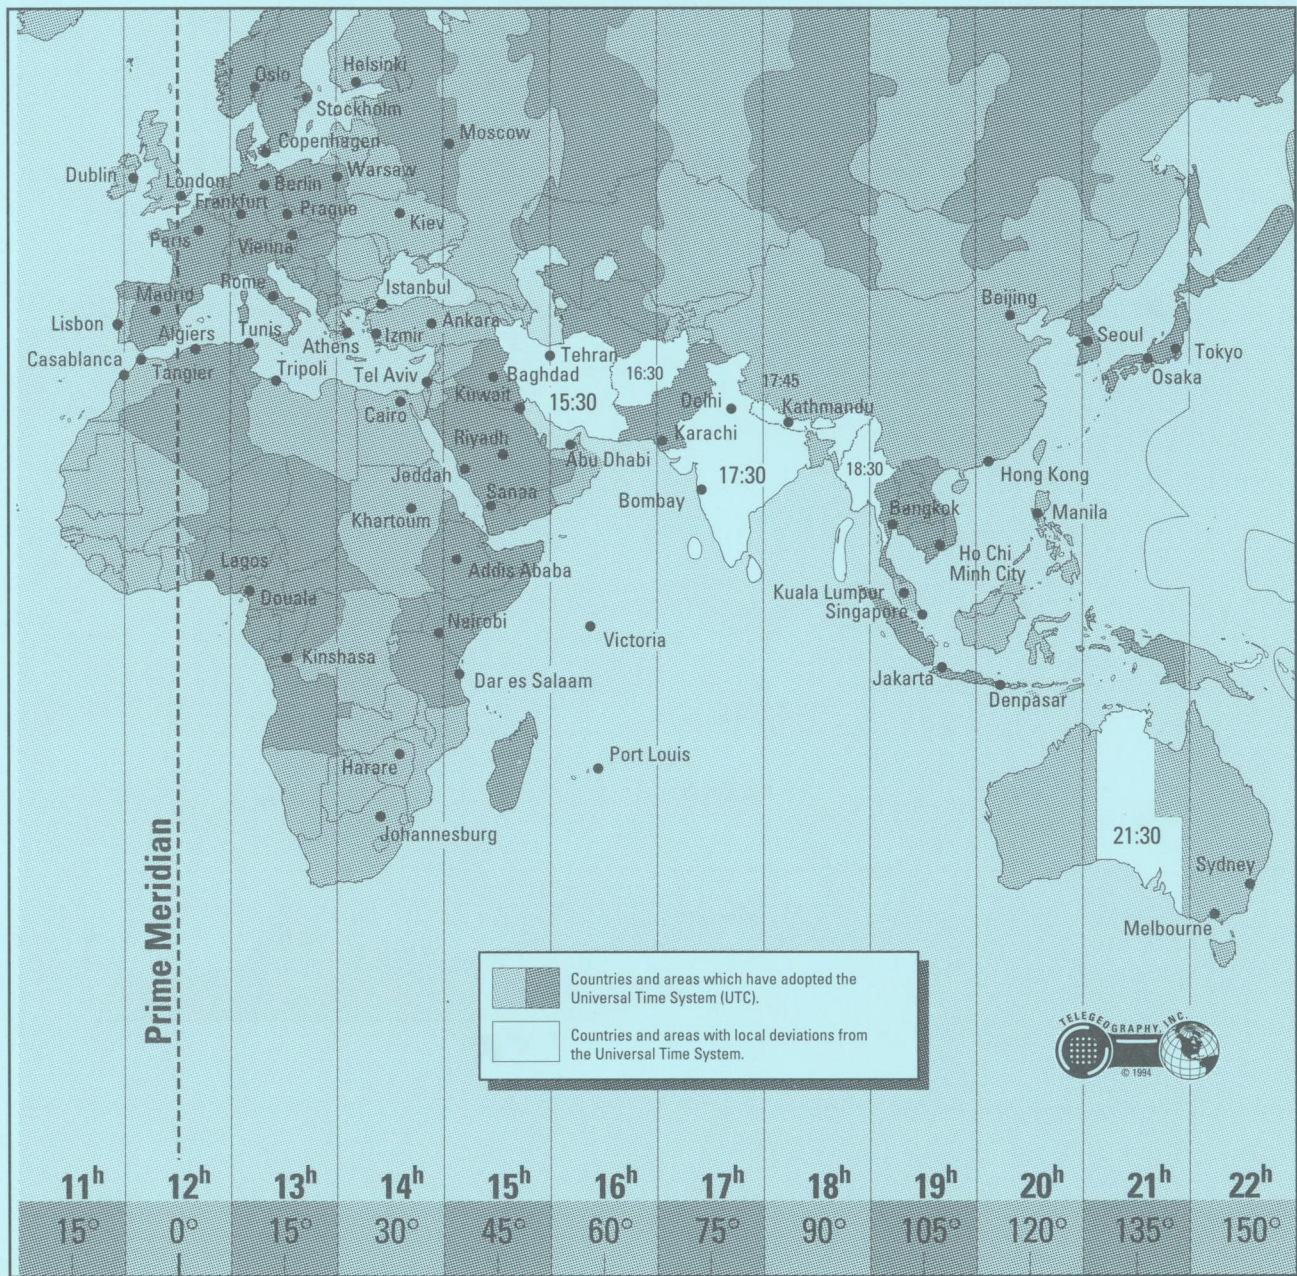 Oslo
Helsinki
Stockholm
Moscow
Copenhagen
Dublin
London
Berlin
Warsaw
Frankfurt
Prague
Kiev
Paris
Vienna
Rome
Istanbul
Madrid
Beijing
Lisbon
Algiers
Tunis
Athens
Izmir
Ankara
Seoul
Tokyo
Osaka
Casablanca
Tangier
Tripoli
Tel Aviv
Tehran
Baghdad
16:30
17:45
Kuwait
15:30
Delhi
Kathmandu
Cairo
Riyadh
Karachi
Abu Dhabi
Jeddah
17:30
18:30
Hong Kong
Sanaa
Bombay
Khartoum
Bangkok
Manila
Lagos
Addis Ababa
Ho Chi
Minh City
Douala
Kuala Lumpur
Singapore
Nairobi
Victoria
Kinshasa
Dar es Salaam
Jakarta
Denpasar
Port Louis
Harare
Johannesburg
21:30
Sydney
Melbourne
Prime Meridian
Countries and areas which have adopted the
Universal Time System (UTC).
Countries and areas with local deviations from
the Universal Time System.
TELEGEOGRAPHY, INC.
© 1994
11h 12h 13h 14h 15h 16h 17h 18h 19h 20h 21h 22h
15° 0° 15° 30° 45° 60° 75° 90° 105° 120° 135° 150°